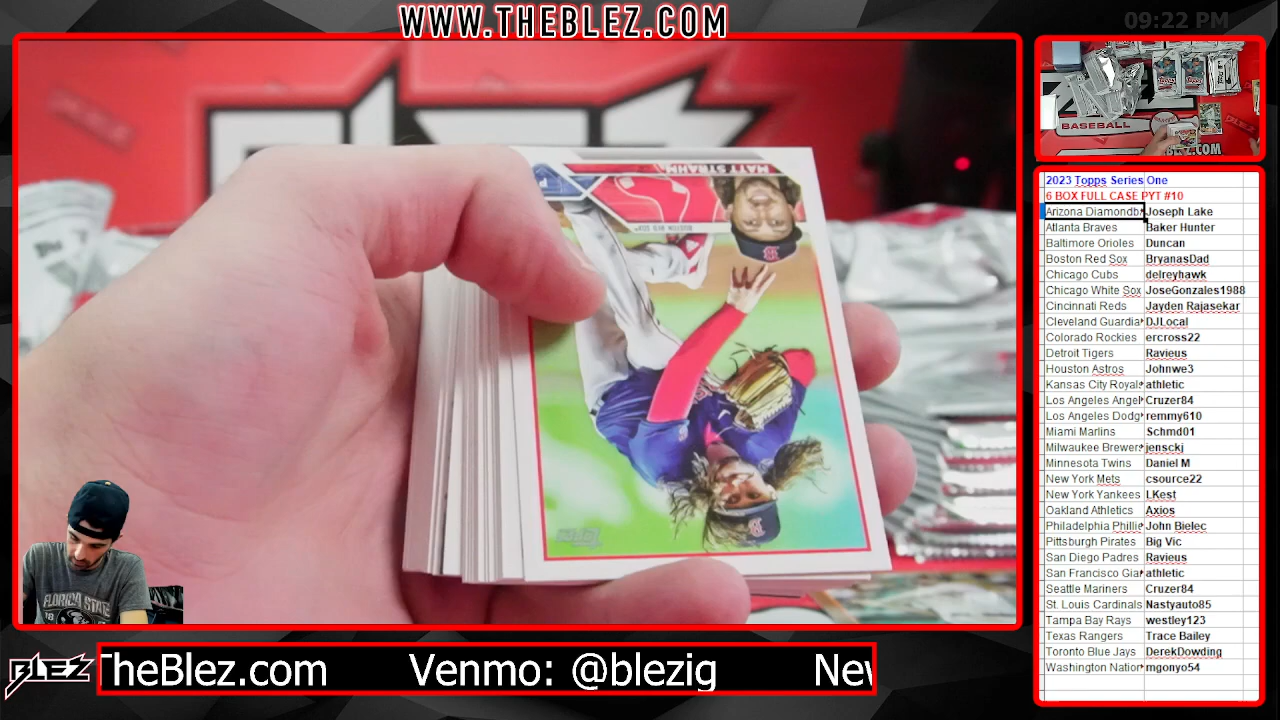 WWW.THEBLEZ.COM
09:22 PM
MATT STRAHM
BOSTON RED SOX
P
BASEBALL
BLEZ
.COM
2023 Topps Series One
6 BOX FULL CASE PYT #10
Arizona Diamondb Joseph Lake
Atlanta Braves Baker Hunter
Baltimore Orioles Duncan
Boston Red Sox BryanasDad
Chicago Cubs delreyhawk
Chicago White Sox JoseGonzales1988
Cincinnati Reds Jayden Rajasekar
Cleveland Guardia DJLocal
Colorado Rockies ercross22
Detroit Tigers Ravieus
Houston Astros Johnwe3
Kansas City Royal athletic
Los Angeles Angel Cruzer84
Los Angeles Dodg remmy610
Miami Marlins Schmd01
Milwaukee Brewer jensckj
Minnesota Twins Daniel M
New York Mets csource22
New York Yankees LKest
Oakland Athletics Axios
Philadelphia Phillie John Bielec
Pittsburgh Pirates Big Vic
San Diego Padres Ravieus
San Francisco Gia athletic
Seattle Mariners Cruzer84
St. Louis Cardinals Nastyauto85
Tampa Bay Rays westley123
Texas Rangers Trace Bailey
Toronto Blue Jays DerekDowding
Washington Nation mgonyo54
FLORIDA STATE
BLEZ
TheBlez.com Venmo: @blezig New